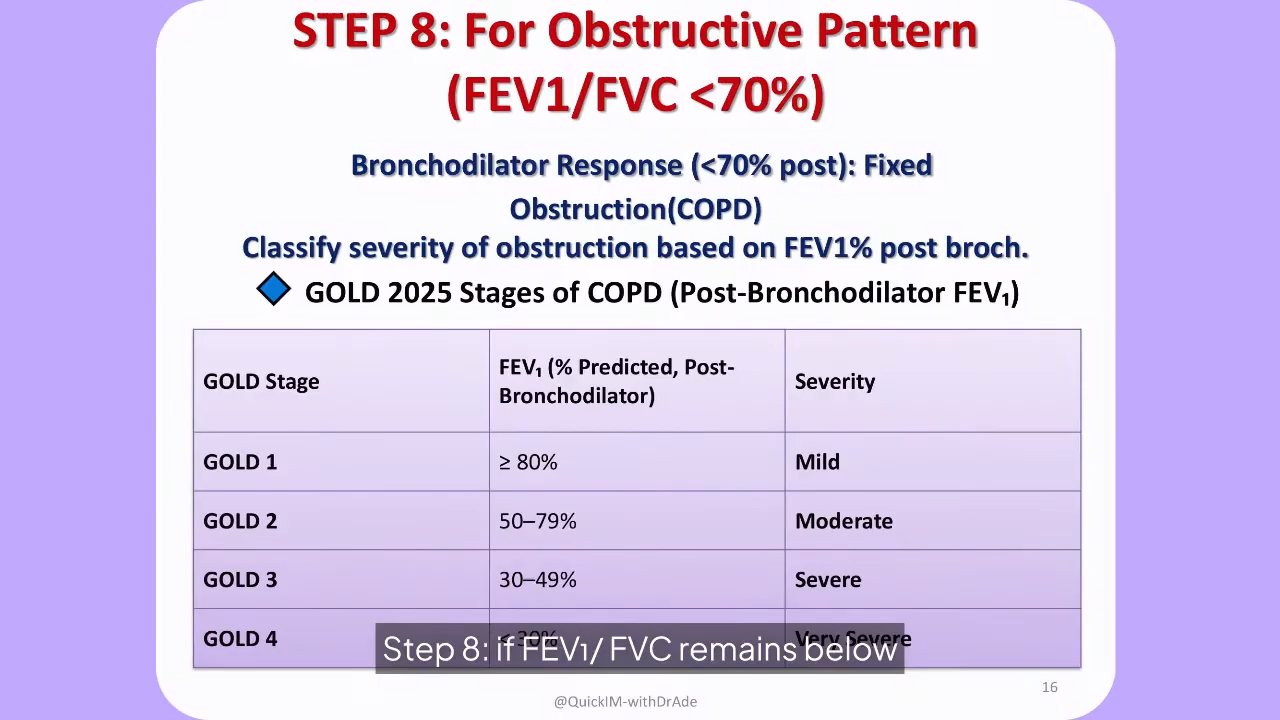 STEP 8: For Obstructive Pattern
(FEV1/FVC <70%)
Bronchodilator Response (<70% post): Fixed
Obstruction(COPD)
Classify severity of obstruction based on FEV1% post broch.
GOLD 2025 Stages of COPD (Post-Bronchodilator FEV₁)
GOLD Stage
FEV₁ (% Predicted, Post-
Bronchodilator)
Severity
GOLD 1
≥ 80%
Mild
GOLD 2
50–79%
Moderate
GOLD 3
30–49%
Severe
GOLD 4
< 30%
Very Severe
Step 8: if FEV₁/ FVC remains below
16
@QuickIM-withDrAde